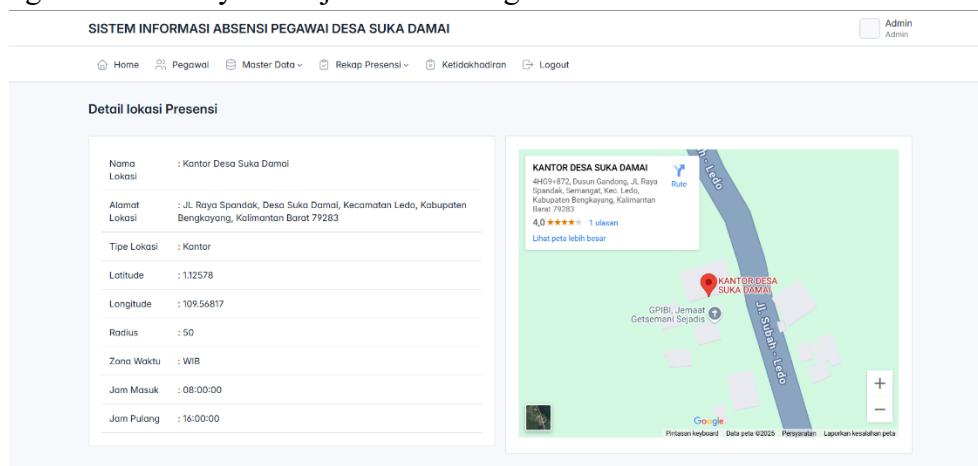 SISTEM INFORMASI ABSENSI PEGAWAI DESA SUKA DAMAI
Admin
Admin
Home Pegawai Master Data Rekap Presensi Ketidakhadiran Logout
Detail lokasi Presensi
Nama Lokasi : Kantor Desa Suka Damai
Alamat Lokasi : JL Raya Spandak, Desa Suka Damai, Kecamatan Ledo, Kabupaten
Bengkayang, Kalimantan Barat 79283
Tipe Lokasi : Kantor
Latitude : 1.12578
Longitude : 109.56817
Radius : 50
Zona Waktu : WIB
Jam Masuk : 08:00:00
Jam Pulang : 16:00:00
KANTOR DESA SUKA DAMAI
4HG9+872, Dusun Gandong, JL Raya
Spandak, Semangat, Kec. Ledo,
Kabupaten Bengkayang, Kalimantan
Barat 79283
4,0 ★★★★★ 1 ulasan
Lihat peta lebih besar
Rute
- Ledo
KANTOR DESA
SUKA DAMAI
GPIBI, Jemaat
Getsemani Sejadis
Jl. Subah - Ledo
+
−
Google
Pintasan keyboard Data peta ©2025 Persyaratan Laporkan kesalahan peta